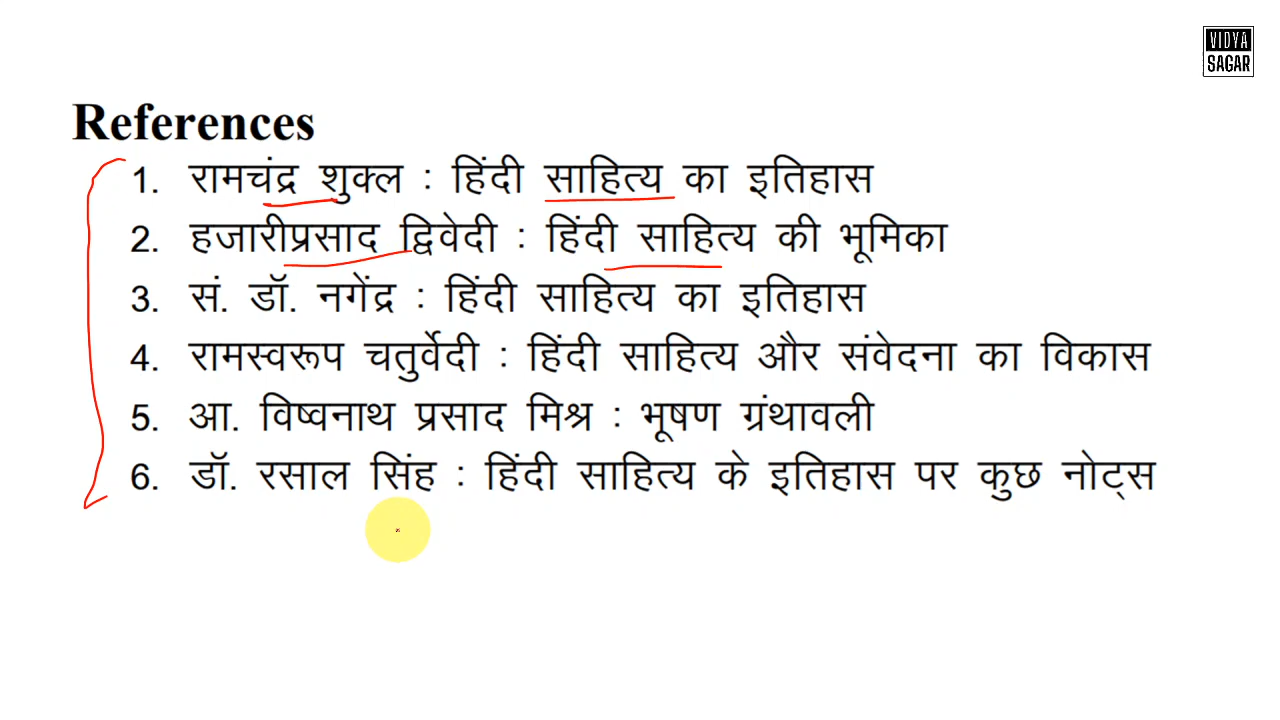 VIDYA
SAGAR
References
1. रामचंद्र शुक्ल : हिंदी साहित्य का इतिहास
2. हजारीप्रसाद द्विवेदी : हिंदी साहित्य की भूमिका
3. सं. डॉ. नगेंद्र : हिंदी साहित्य का इतिहास
4. रामस्वरूप चतुर्वेदी : हिंदी साहित्य और संवेदना का विकास
5. आ. विष्वनाथ प्रसाद मिश्र : भूषण ग्रंथावली
6. डॉ. रसाल सिंह : हिंदी साहित्य के इतिहास पर कुछ नोट्स